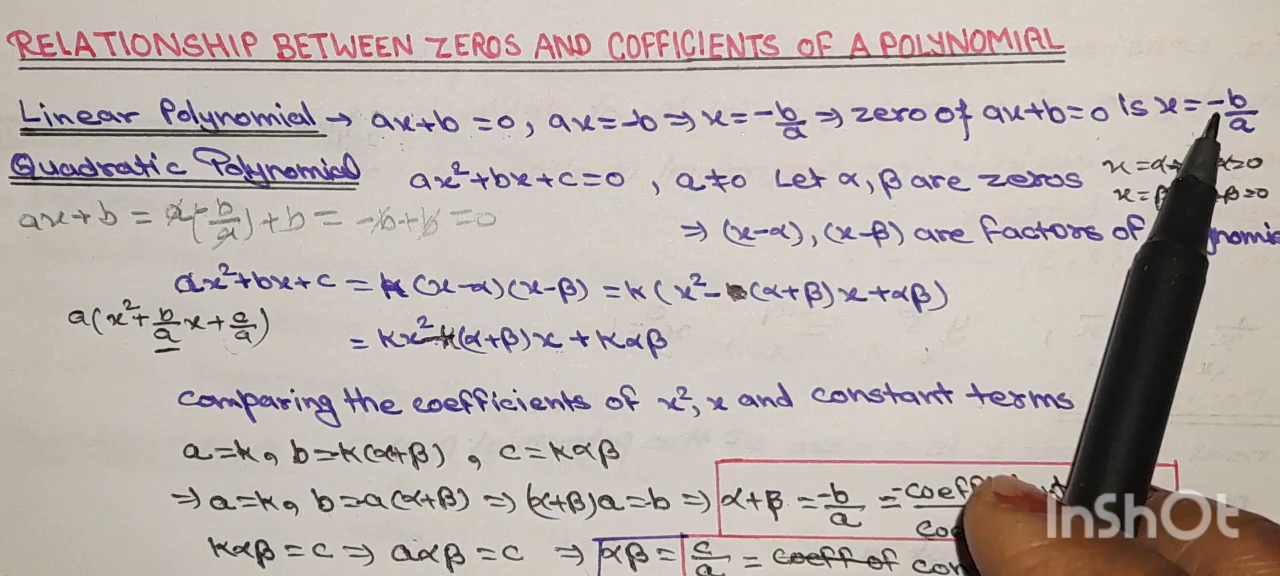 RELATIONSHIP BETWEEN ZEROS AND COFFICIENTS OF A POLYNOMIAL
Linear Polynomial → ax+b=0, ax=-b ⇒ x=-b/a ⇒ zero of ax+b=0 is x=-b/a
Quadratic Polynomial ax²+bx+c=0, a≠0 Let α, β are zeros
x=α
x=β
ax+b = a(-b/a)+b = -b+b=0
⇒ (x-α), (x-β) are factors of
ax²+bx+c = k(x-α)(x-β) = k(x²-(α+β)x+αβ)
a(x²+b/a x+c/a)
= kx²-k(α+β)x+kαβ
comparing the coefficients of x², x and constant terms
a=k, b=-k(α+β), c=kαβ
⇒ a=k, b=-a(α+β) ⇒ (α+β)a=b ⇒ α+β = -b/a =
kαβ=c ⇒ aαβ=c ⇒ αβ = c/a = coeff of
InShOt